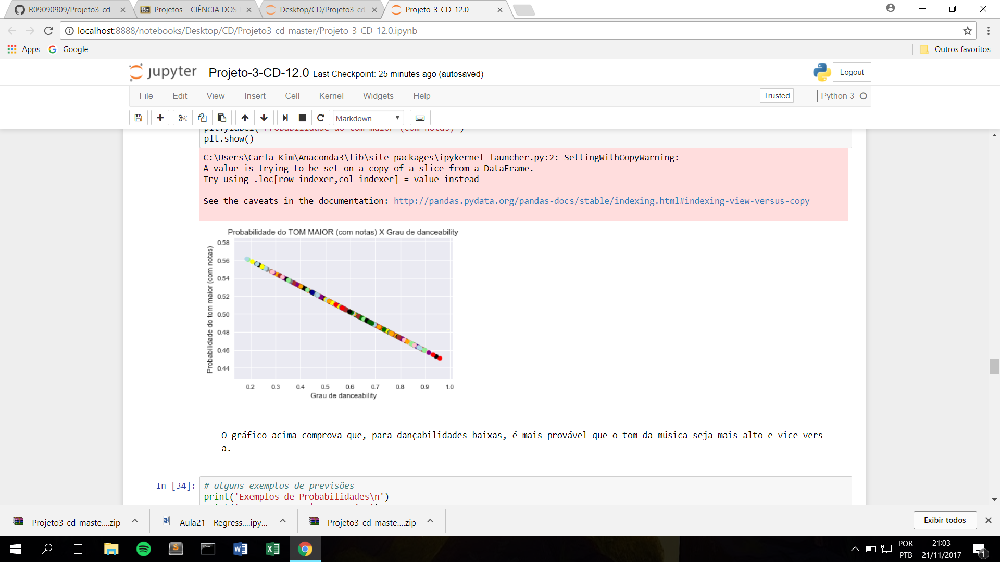 R09090909/Projeto3-cd
Projetos – CIÊNCIA DOS
Desktop/CD/Projeto3-cd
Projeto-3-CD-12.0
localhost:8888/notebooks/Desktop/CD/Projeto3-cd-master/Projeto-3-CD-12.0.ipynb
Apps Google Outros favoritos
jupyter Projeto-3-CD-12.0 Last Checkpoint: 25 minutes ago (autosaved) Logout
File Edit View Insert Cell Kernel Widgets Help Trusted Python 3
Markdown
plt.ylabel('Probabilidade do tom maior (com notas)')
plt.show()
C:\Users\Carla Kim\Anaconda3\lib\site-packages\ipykernel_launcher.py:2: SettingWithCopyWarning:
A value is trying to be set on a copy of a slice from a DataFrame.
Try using .loc[row_indexer,col_indexer] = value instead
See the caveats in the documentation: http://pandas.pydata.org/pandas-docs/stable/indexing.html#indexing-view-versus-copy
Probabilidade do TOM MAIOR (com notas) X Grau de danceability
Probabilidade do tom maior (com notas)
0.58
0.56
0.54
0.52
0.50
0.48
0.46
0.44
0.2 0.3 0.4 0.5 0.6 0.7 0.8 0.9 1.0
Grau de danceability
O gráfico acima comprova que, para dançabilidades baixas, é mais provável que o tom da música seja mais alto e vice-vers
a.
In [34]:
# alguns exemplos de previsões
print('Exemplos de Probabilidades\n')
Projeto3-cd-maste....zip
Aula21 - Regress....ipy...
Projeto3-cd-maste....zip
Exibir todos
POR
PTB
21:03
21/11/2017
1